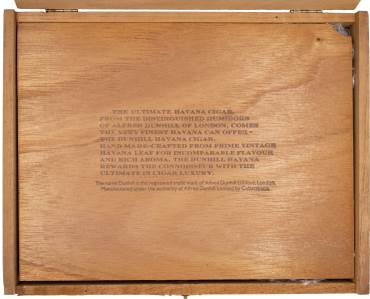 THE ULTIMATE HAVANA CIGAR.
FROM THE DISTINGUISHED HUMIDORS
OF ALFRED DUNHILL OF LONDON, COMES
THE VERY FINEST HAVANA CAN OFFER -
THE DUNHILL HAVANA CIGAR.
HAND MADE-CRAFTED FROM PRIME VINTAGE
HAVANA LEAF FOR INCOMPARABLE FLAVOUR
AND RICH AROMA. THE DUNHILL HAVANA
REWARDS THE CONNOISSEUR WITH THE
ULTIMATE IN CIGAR LUXURY.
The name Dunhill is the registered trade mark of Alfred Dunhill Limited, London.
Manufactured under the authority of Alfred Dunhill Limited by Cubatabaco.